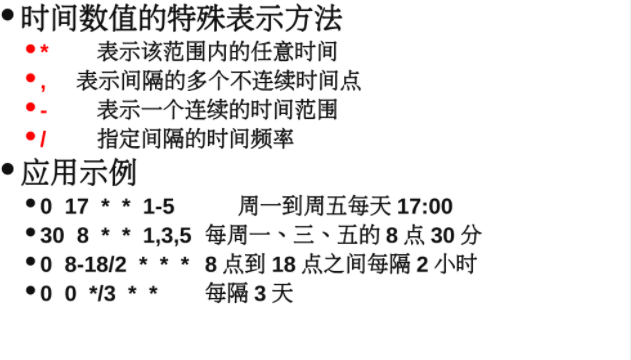 • 时间数值的特殊表示方法
• * 表示该范围内的任意时间
• , 表示间隔的多个不连续时间点
• - 表示一个连续的时间范围
• / 指定间隔的时间频率
• 应用示例
• 0 17 * * 1-5 周一到周五每天 17:00
• 30 8 * * 1,3,5 每周一、三、五的 8 点 30 分
• 0 8-18/2 * * * 8 点到 18 点之间每隔 2 小时
• 0 0 */3 * * 每隔 3 天